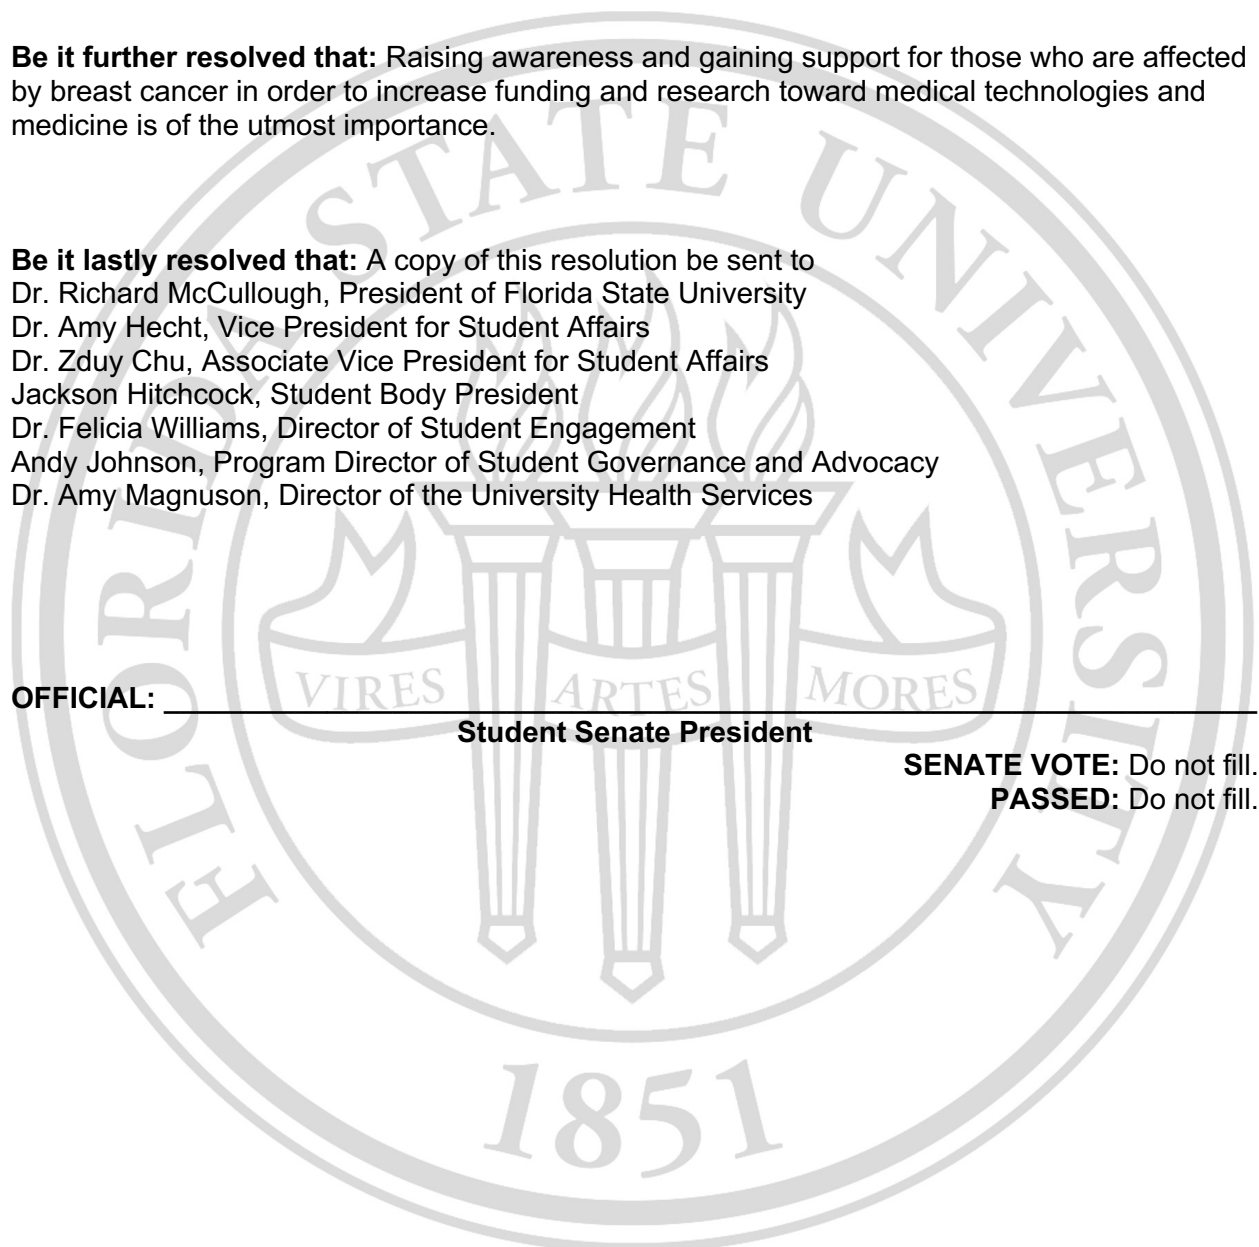 Be it further resolved that: Raising awareness and gaining support for those who are affected
by breast cancer in order to increase funding and research toward medical technologies and
medicine is of the utmost importance.
Be it lastly resolved that: A copy of this resolution be sent to
Dr. Richard McCullough, President of Florida State University
Dr. Amy Hecht, Vice President for Student Affairs
Dr. Zduy Chu, Associate Vice President for Student Affairs
Jackson Hitchcock, Student Body President
Dr. Felicia Williams, Director of Student Engagement
Andy Johnson, Program Director of Student Governance and Advocacy
Dr. Amy Magnuson, Director of the University Health Services
OFFICIAL:
Student Senate President
SENATE VOTE: Do not fill.
PASSED: Do not fill.
FLORIDA STATE UNIVERSITY
VIRES ARTES MORES
1851